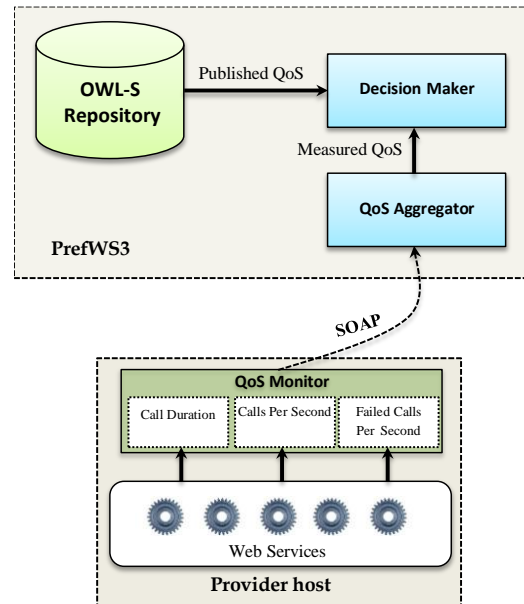 OWL-S
Repository
Published QoS
Decision Maker
Measured QoS
QoS Aggregator
PrefWS3
SOAP
QoS Monitor
Call Duration
Calls Per Second
Failed Calls
Per Second
Web Services
Provider host